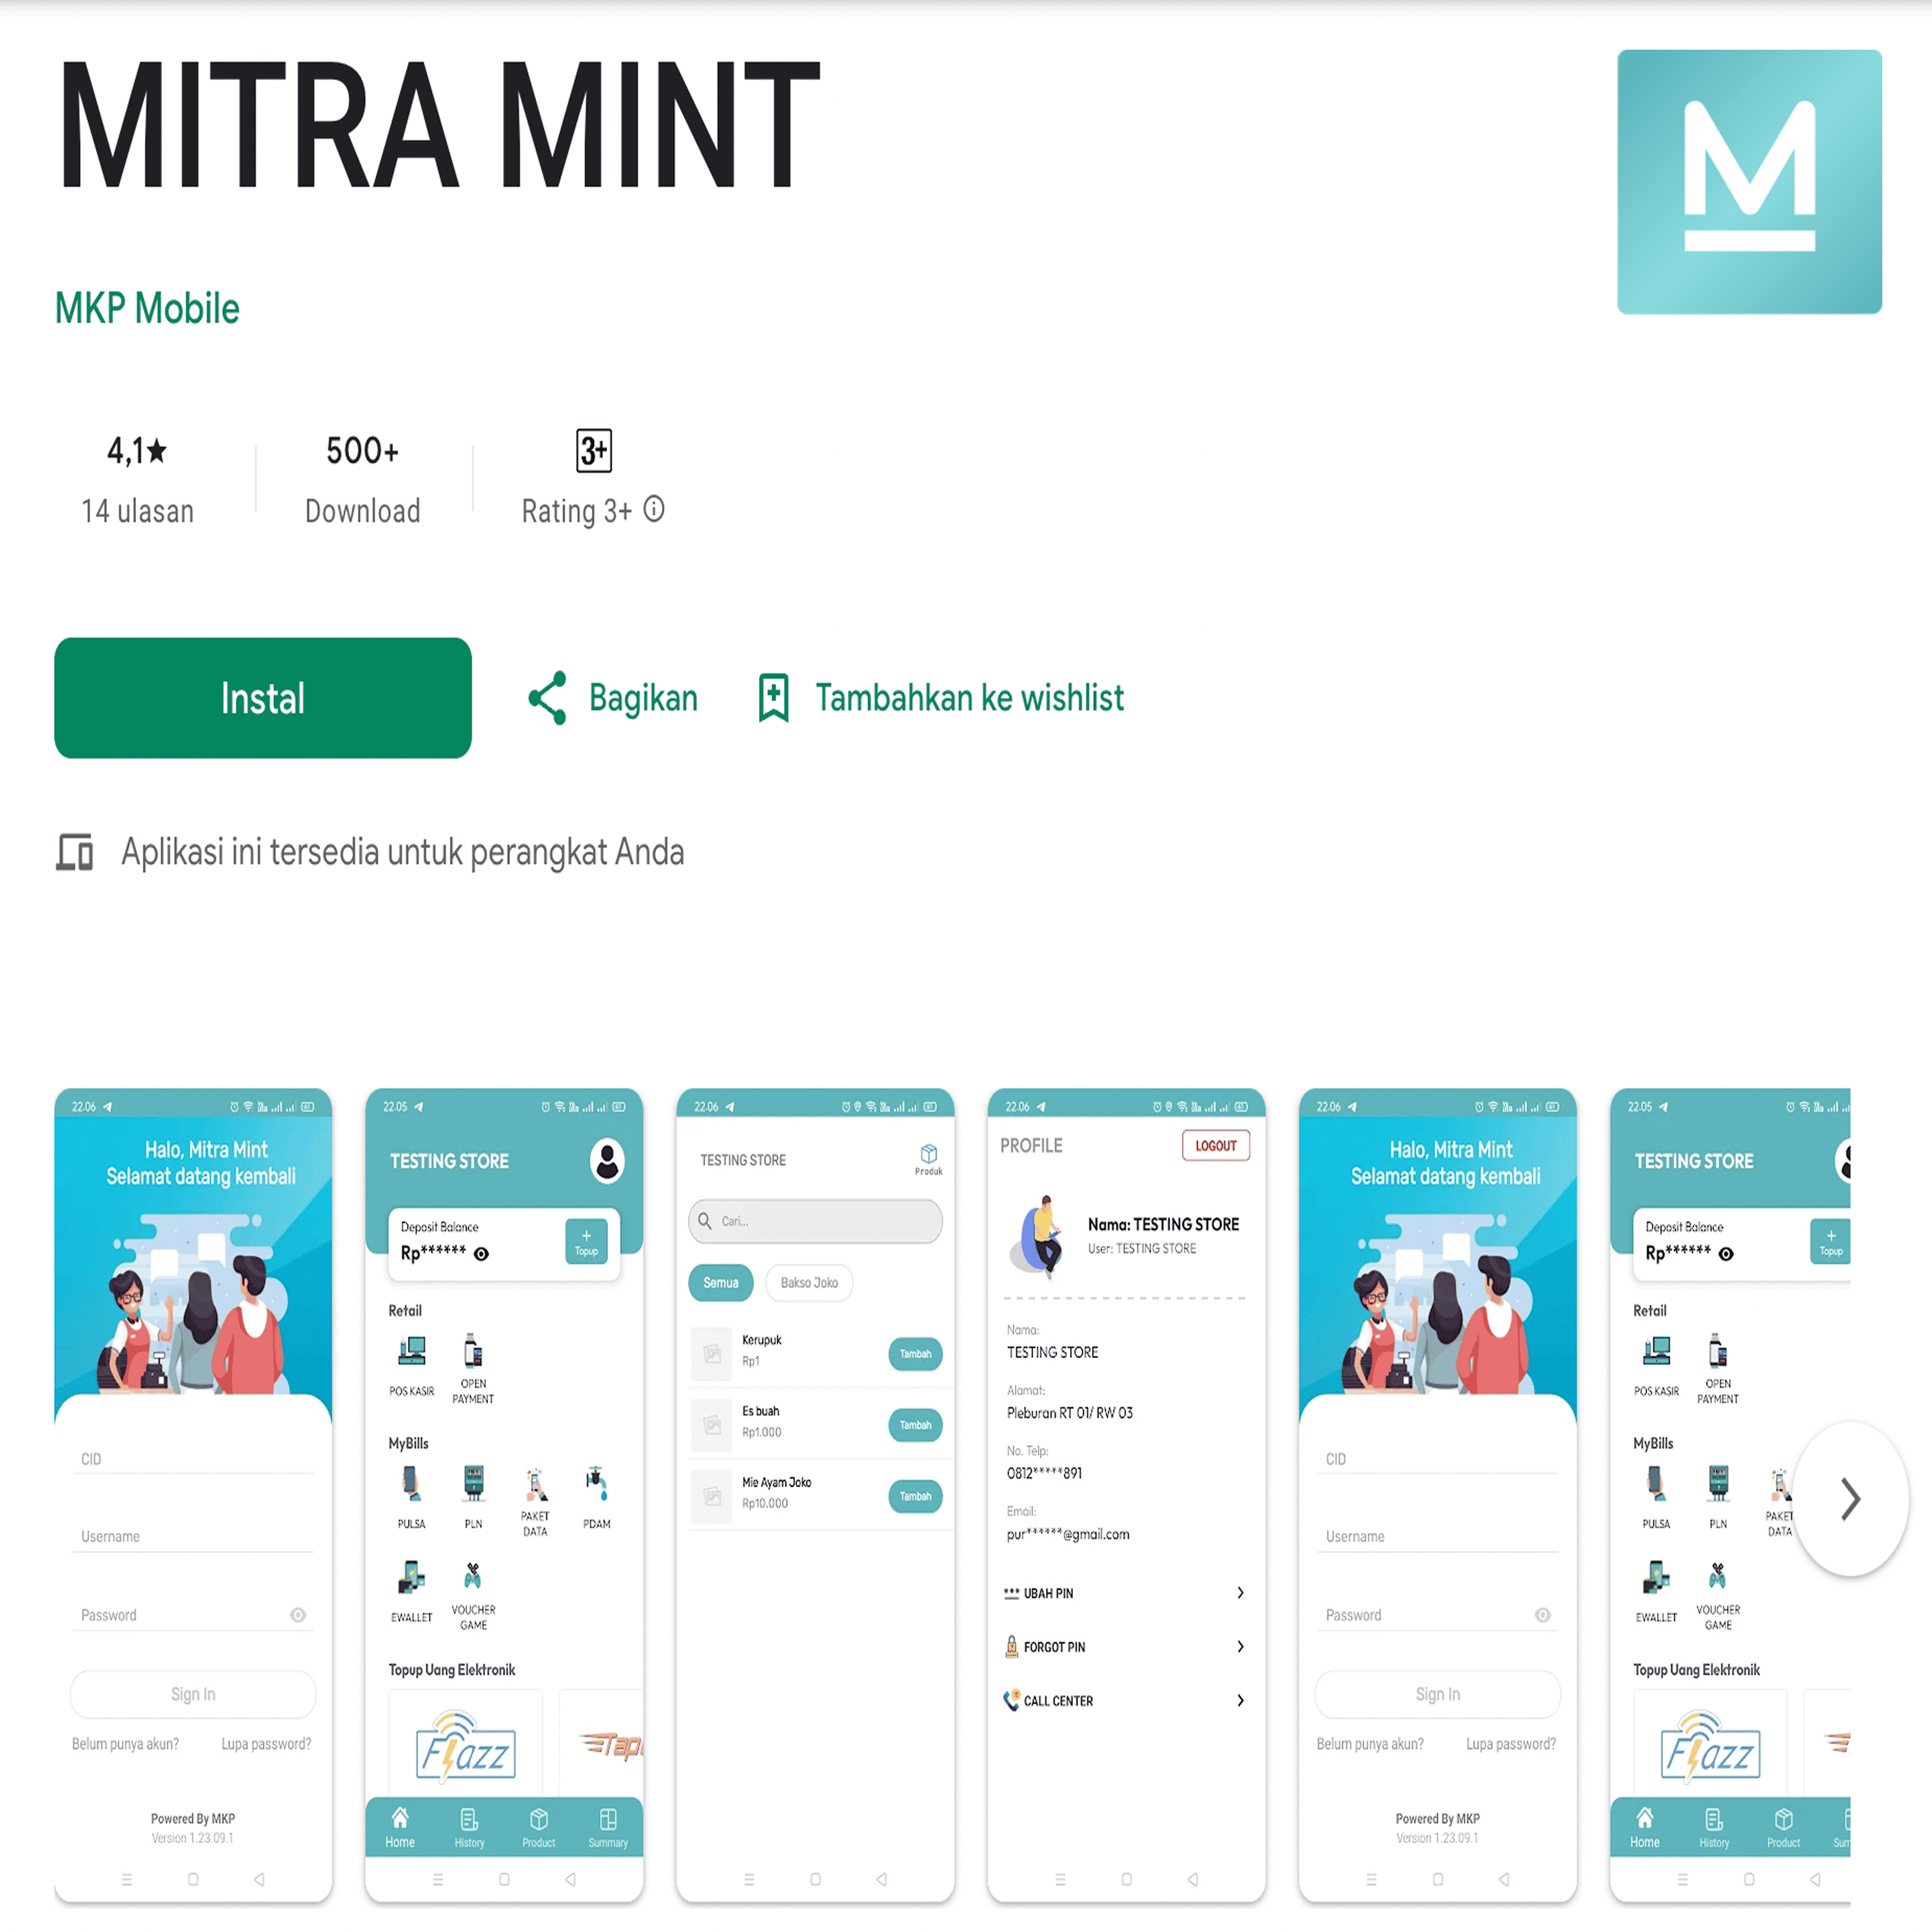 MITRA MINT
MKP Mobile
4,1★
14 ulasan
500+
Download
3+
Rating 3+
Instal
Bagikan
Tambahkan ke wishlist
Aplikasi ini tersedia untuk perangkat Anda
22.06
Halo, Mitra Mint
Selamat datang kembali
CID
Username
Password
Sign In
Belum punya akun? Lupa password?
Powered By MKP
Version 1.23.09.1
22.05
TESTING STORE
Deposit Balance
Rp******
+
Topup
Retail
POS KASIR
OPEN
PAYMENT
MyBills
PULSA
PLN
PAKET
DATA
PDAM
EWALLET
VOUCHER
GAME
Topup Uang Elektronik
Flazz
Tap
Home
History
Product
Summary
22.06
TESTING STORE
Produk
Cari...
Semua
Bakso Joko
Kerupuk
Rp1
Tambah
Es buah
Rp1.000
Tambah
Mie Ayam Joko
Rp10.000
Tambah
22.06
PROFILE
LOGOUT
Nama: TESTING STORE
User: TESTING STORE
Nama:
TESTING STORE
Alamat:
Pleburan RT 01/ RW 03
No. Telp:
0812*****891
Email:
pur******@gmail.com
UBAH PIN
FORGOT PIN
CALL CENTER
22.06
Halo, Mitra Mint
Selamat datang kembali
CID
Username
Password
Sign In
Belum punya akun? Lupa password?
Powered By MKP
Version 1.23.09.1
22.05
TESTING STORE
Deposit Balance
Rp******
+
Topup
Retail
POS KASIR
OPEN
PAYMENT
MyBills
PULSA
PLN
PAKET
DATA
EWALLET
VOUCHER
GAME
Topup Uang Elektronik
Flazz
Home
History
Product
Sum